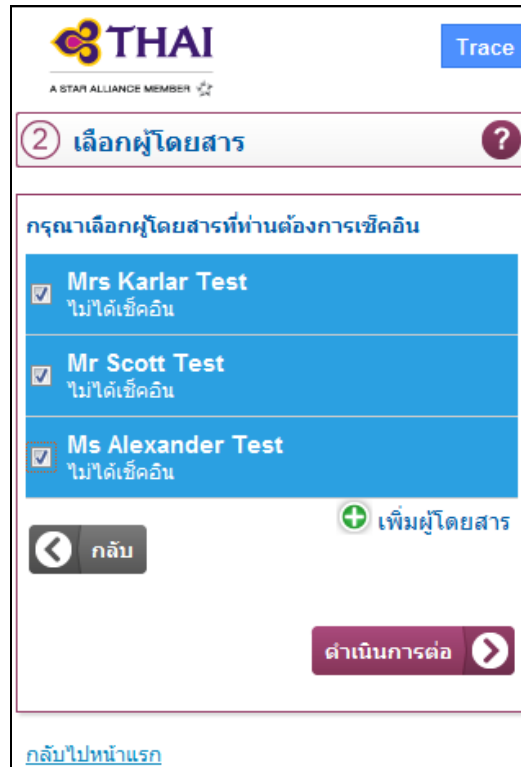 THAI
Trace
A STAR ALLIANCE MEMBER
2 เลือกผู้โดยสาร ?
กรุณาเลือกผู้โดยสารที่ท่านต้องการเช็คอิน
Mrs Karlar Test
ไม่ได้เช็คอิน
Mr Scott Test
ไม่ได้เช็คอิน
Ms Alexander Test
ไม่ได้เช็คอิน
เพิ่มผู้โดยสาร
กลับ
ดำเนินการต่อ
กลับไปหน้าแรก